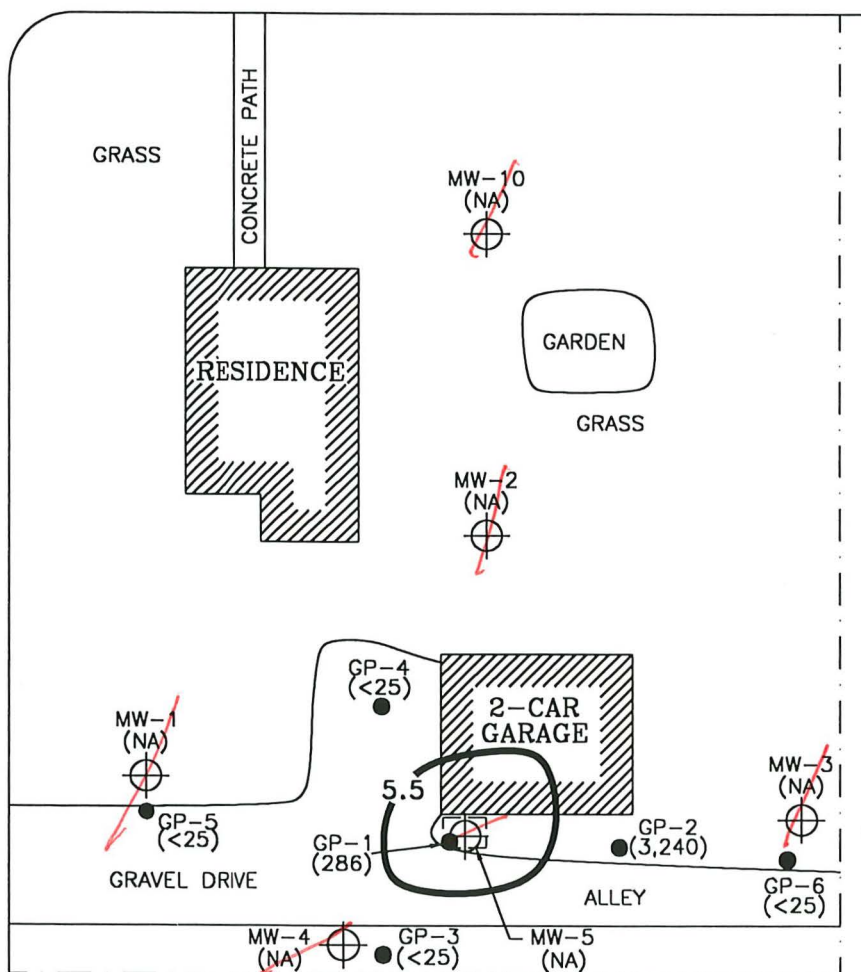 CONCRETE PATH
GRASS
MW-10
(NA)
RESIDENCE
GARDEN
GRASS
MW-2
(NA)
GP-4
(<25)
2-CAR
GARAGE
MW-1
(NA)
MW-3
(NA)
5.5
GP-5
(<25)
GP-1
(286)
GP-2
(3,240)
GRAVEL DRIVE
ALLEY
GP-6
(<25)
MW-4
(NA)
GP-3
(<25)
MW-5
(NA)